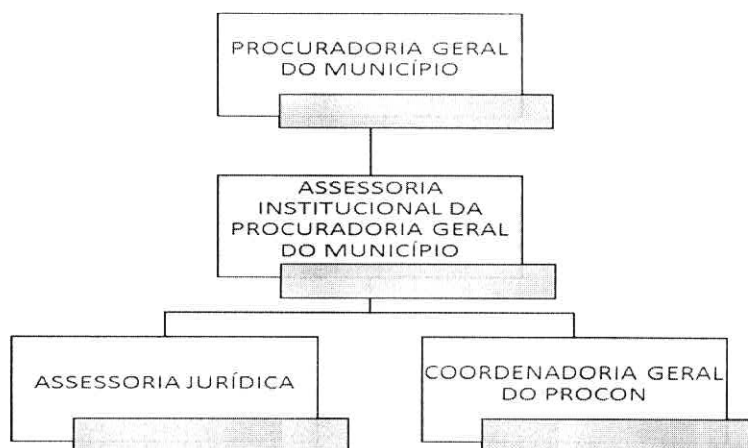 PROCURADORIA GERAL
DO MUNICÍPIO
ASSESSORIA
INSTITUCIONAL DA
PROCURADORIA GERAL
DO MUNICÍPIO
ASSESSORIA JURÍDICA
COORDENADORIA GERAL
DO PROCON